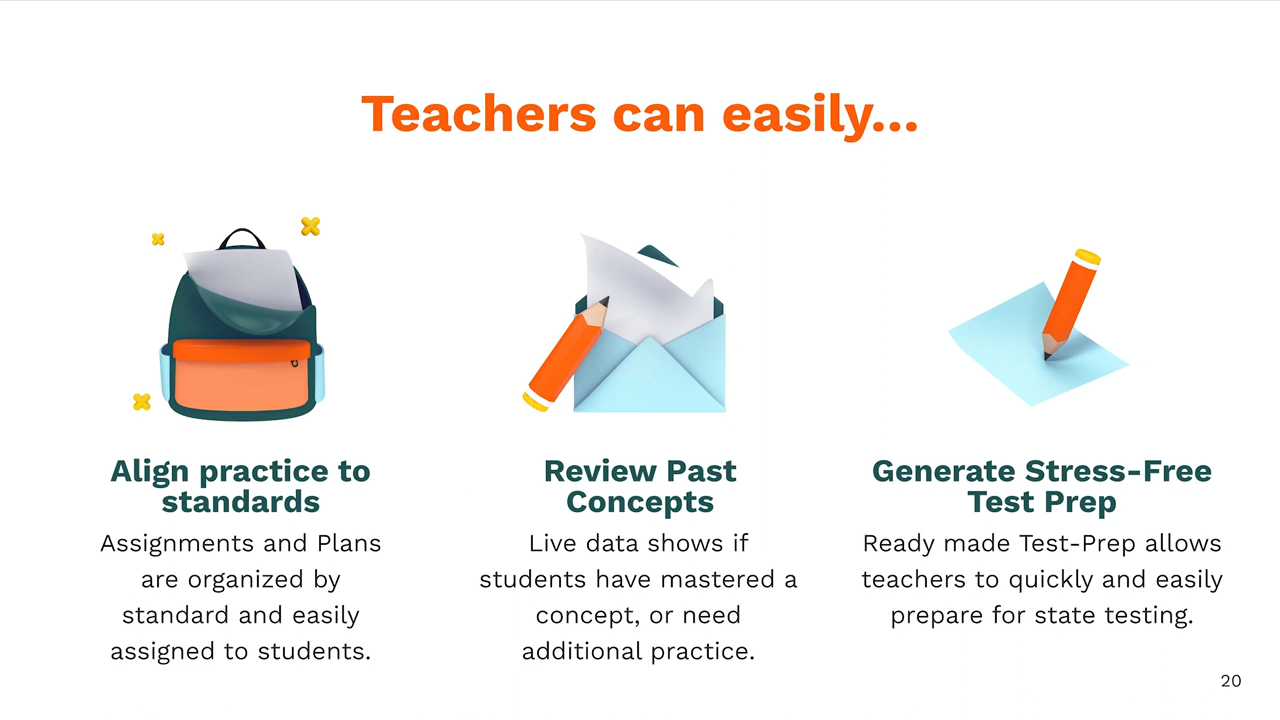 Teachers can easily...
Align practice to
standards
Assignments and Plans
are organized by
standard and easily
assigned to students.
Review Past
Concepts
Live data shows if
students have mastered a
concept, or need
additional practice.
Generate Stress-Free
Test Prep
Ready made Test-Prep allows
teachers to quickly and easily
prepare for state testing.
20